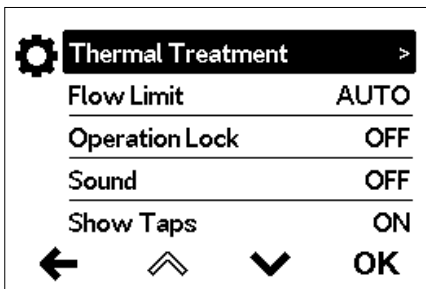 Thermal Treatment >
Flow Limit AUTO
Operation Lock OFF
Sound OFF
Show Taps ON
OK